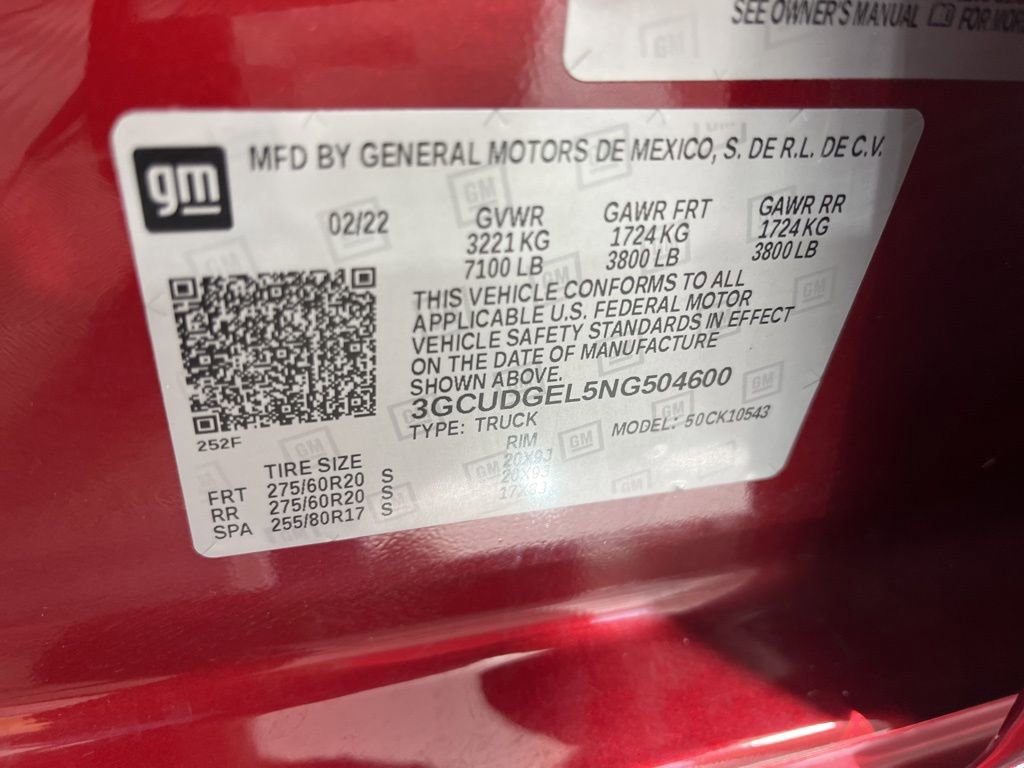 SEE OWNER'S MANUAL FOR MORE
gm
MFD BY GENERAL MOTORS DE MEXICO, S. DE R.L. DE C.V.
02/22
GVWR GAWR FRT GAWR RR
3221 KG 1724 KG 1724 KG
7100 LB 3800 LB 3800 LB
THIS VEHICLE CONFORMS TO ALL
APPLICABLE U.S. FEDERAL MOTOR
VEHICLE SAFETY STANDARDS IN EFFECT
ON THE DATE OF MANUFACTURE
SHOWN ABOVE.
3GCUDGEL5NG504600
TYPE: TRUCK MODEL: 50CK10543
252F
TIRE SIZE RIM
FRT 275/60R20 S 20X9J
RR 275/60R20 S 20X9J
SPA 255/80R17 S